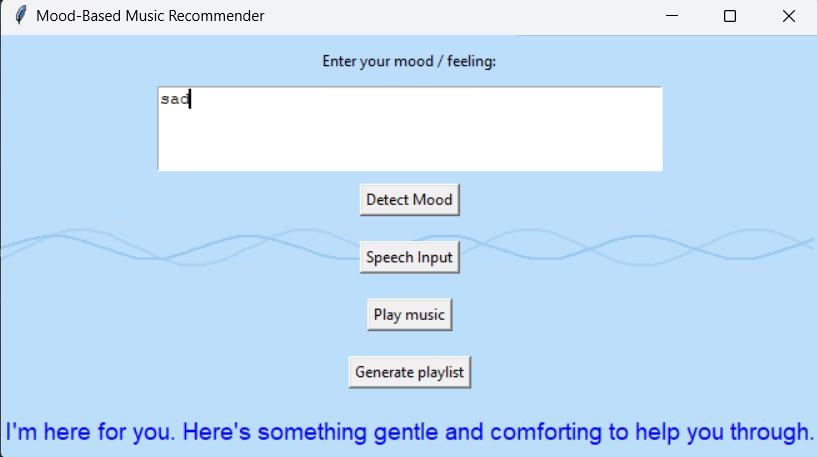 Mood-Based Music Recommender
Enter your mood / feeling:
sad
Detect Mood
Speech Input
Play music
Generate playlist
I'm here for you. Here's something gentle and comforting to help you through.